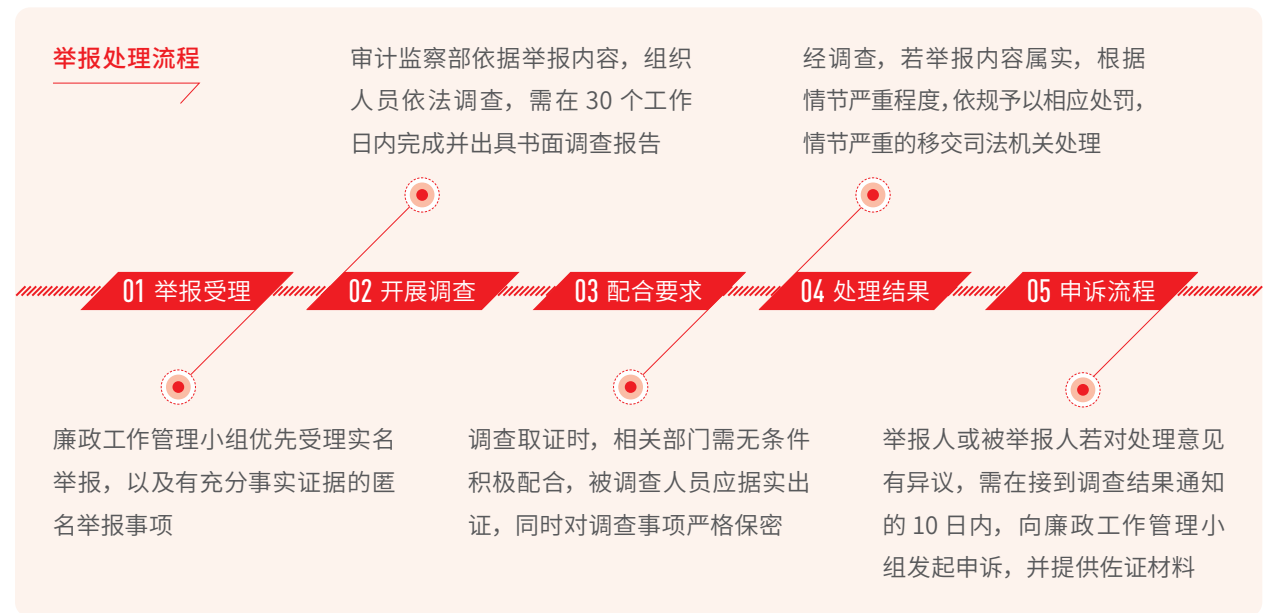 举报处理流程
审计监察部依据举报内容，组织
人员依法调查，需在 30 个工作
日内完成并出具书面调查报告
经调查，若举报内容属实，根据
情节严重程度，依规予以相应处罚，
情节严重的移交司法机关处理
01 举报受理
02 开展调查
03 配合要求
04 处理结果
05 申诉流程
廉政工作管理小组优先受理实名
举报，以及有充分事实证据的匿
名举报事项
调查取证时，相关部门需无条件
积极配合，被调查人员应据实出
证，同时对调查事项严格保密
举报人或被举报人若对处理意见
有异议，需在接到调查结果通知
的 10 日内，向廉政工作管理小
组发起申诉，并提供佐证材料